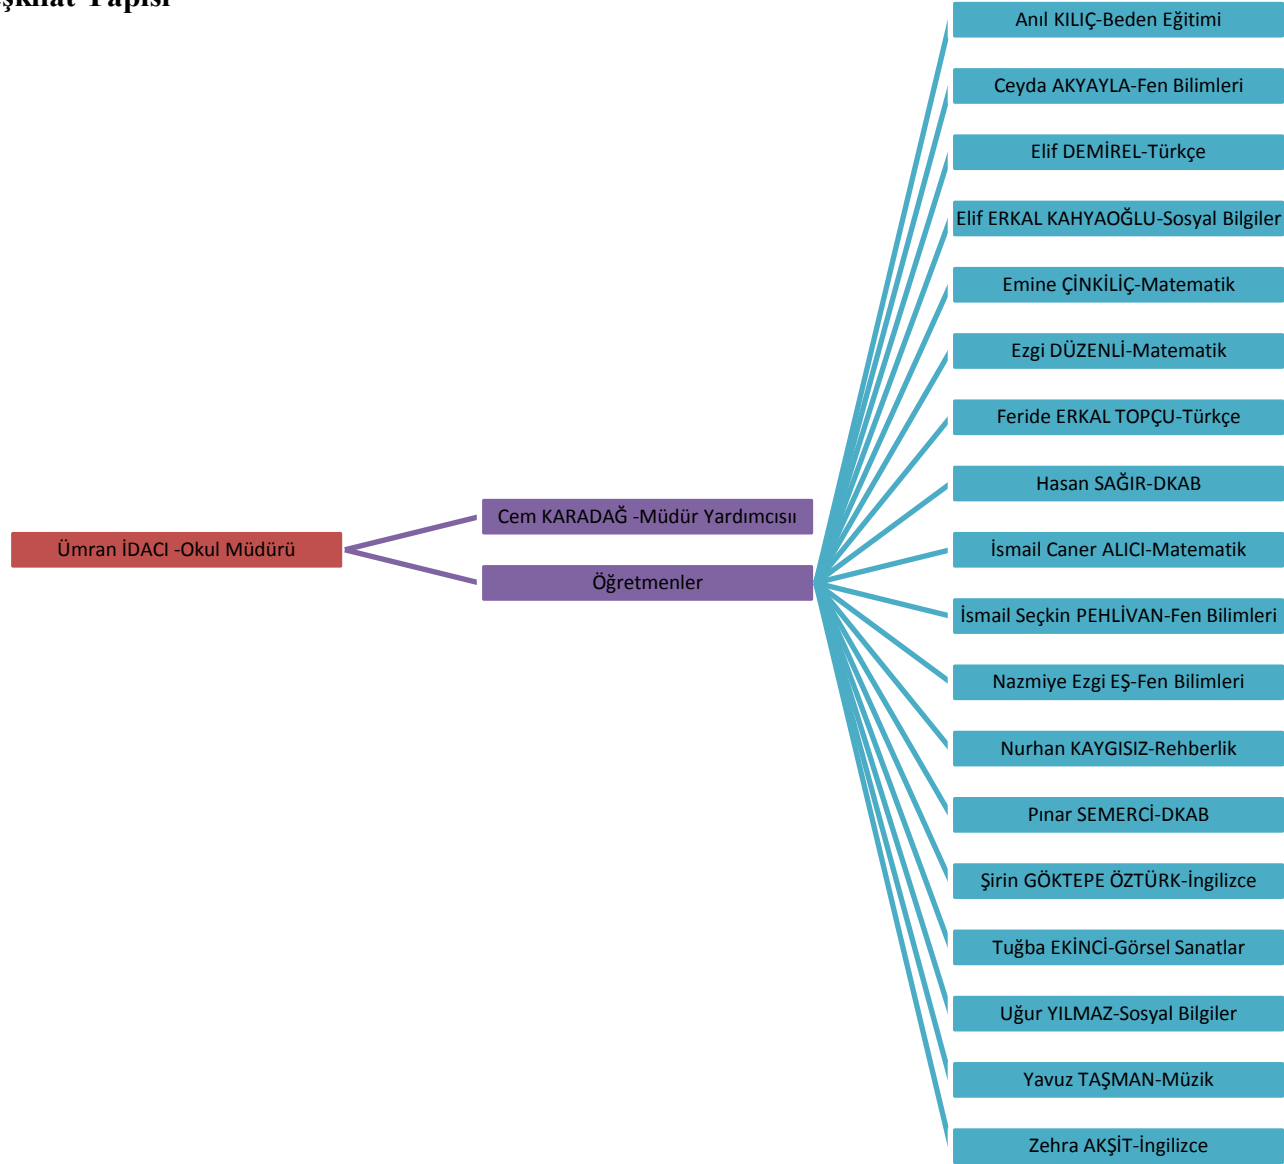 Anıl KILIÇ-Beden Eğitimi
Ceyda AKYAYLA-Fen Bilimleri
Elif DEMİREL-Türkçe
Elif ERKAL KAHYAOĞLU-Sosyal Bilgiler
Emine ÇİNKİLİÇ-Matematik
Ezgi DÜZENLİ-Matematik
Feride ERKAL TOPÇU-Türkçe
Hasan SAĞIR-DKAB
Cem KARADAĞ -Müdür Yardımcısıı
Ümran İDACI -Okul Müdürü
İsmail Caner ALICI-Matematik
Öğretmenler
İsmail Seçkin PEHLİVAN-Fen Bilimleri
Nazmiye Ezgi EŞ-Fen Bilimleri
Nurhan KAYGISIZ-Rehberlik
Pınar SEMERCİ-DKAB
Şirin GÖKTEPE ÖZTÜRK-İngilizce
Tuğba EKİNCİ-Görsel Sanatlar
Uğur YILMAZ-Sosyal Bilgiler
Yavuz TAŞMAN-Müzik
Zehra AKŞİT-İngilizce